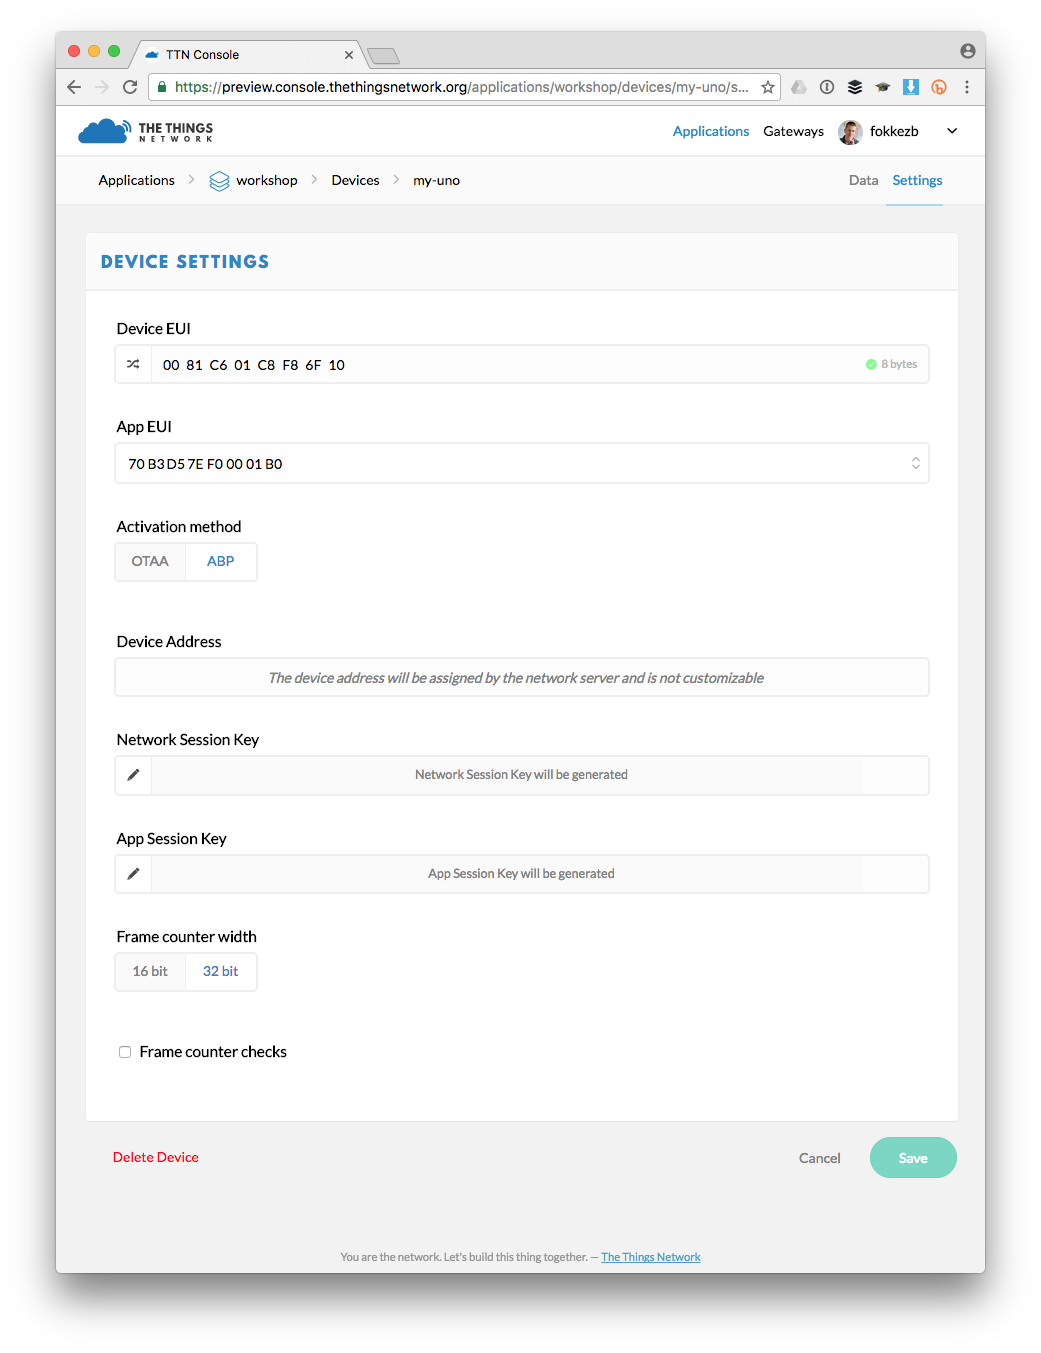 TTN Console
https://preview.console.thethingsnetwork.org/applications/workshop/devices/my-uno/s...
THE THINGS
NETWORK
Applications Gateways fokkezb
Applications workshop Devices my-uno Data Settings
DEVICE SETTINGS
Device EUI
00 81 C6 01 C8 F8 6F 10 8 bytes
App EUI
70 B3 D5 7E F0 00 01 B0
Activation method
OTAA ABP
Device Address
The device address will be assigned by the network server and is not customizable
Network Session Key
Network Session Key will be generated
App Session Key
App Session Key will be generated
Frame counter width
16 bit 32 bit
Frame counter checks
Delete Device Cancel Save
You are the network. Let's build this thing together. — The Things Network